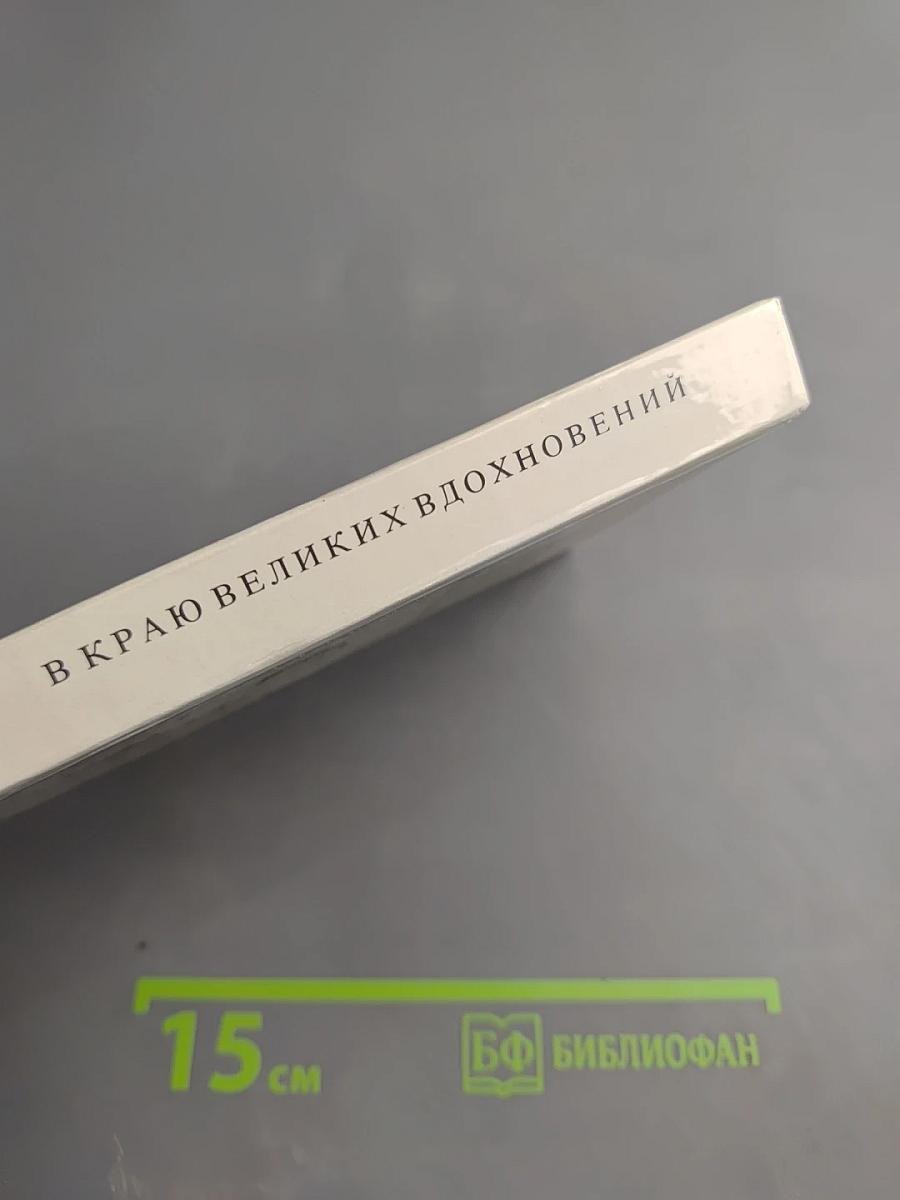 В КРАЮ ВЕЛИКИХ ВДОХНОВЕНИЙ
15 см
БФ БИБЛИОФАН